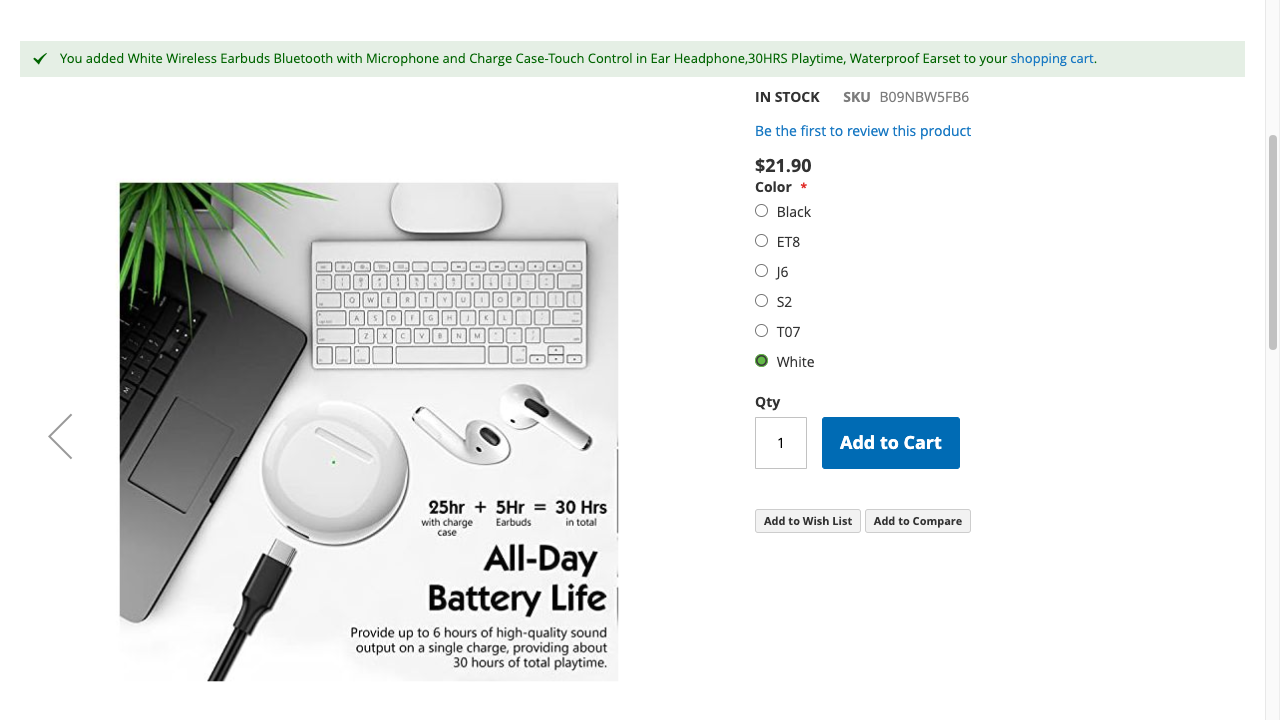 You added White Wireless Earbuds Bluetooth with Microphone and Charge Case-Touch Control in Ear Headphone,30HRS Playtime, Waterproof Earset to your shopping cart.
IN STOCK SKU B09NBW5FB6
Be the first to review this product
$21.90
Color *
Black
ET8
J6
S2
T07
White
Qty
1 Add to Cart
Add to Wish List Add to Compare
Q W E R T Y U I O P
A S D F G H J K L
Z X C V B N M
25hr + 5Hr = 30 Hrs
with charge case Earbuds in total
All-Day
Battery Life
Provide up to 6 hours of high-quality sound
output on a single charge, providing about
30 hours of total playtime.